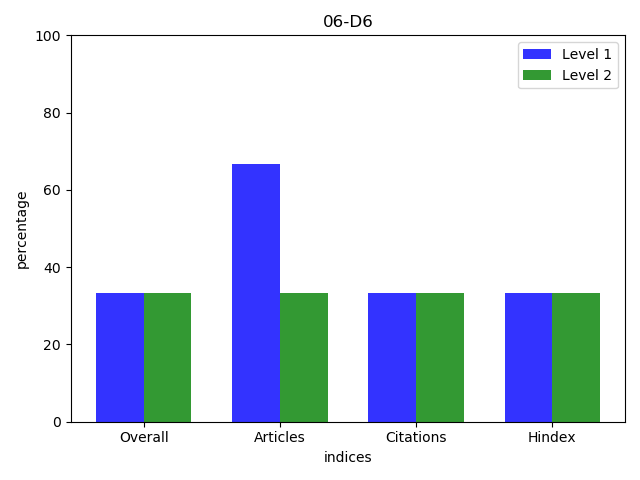 06-D6
100
80
60
40
20
0
percentage
Level 1
Level 2
Overall Articles Citations Hindex
indices